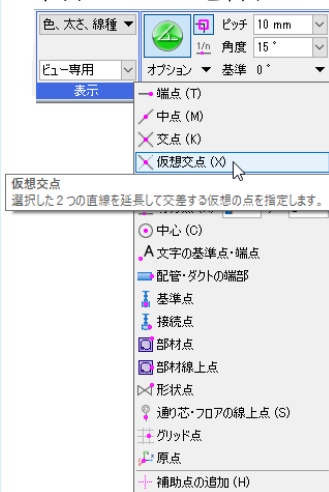 色、太さ、線種 ▼
ピッチ 10 mm
1/n 角度 15°
ビュー専用
オプション ▼ 基準 0° ▼
表示
端点 (T)
中点 (M)
交点 (K)
仮想交点 (X)
仮想交点
選択した2つの直線を延長して交差する仮想の点を指定します。
中心 (C)
A 文字の基準点・端点
配管・ダクトの端部
基準点
接続点
部材点
部材線上点
形状点
通り芯・フロアの線上点 (S)
グリッド点
原点
補助点の追加 (H)